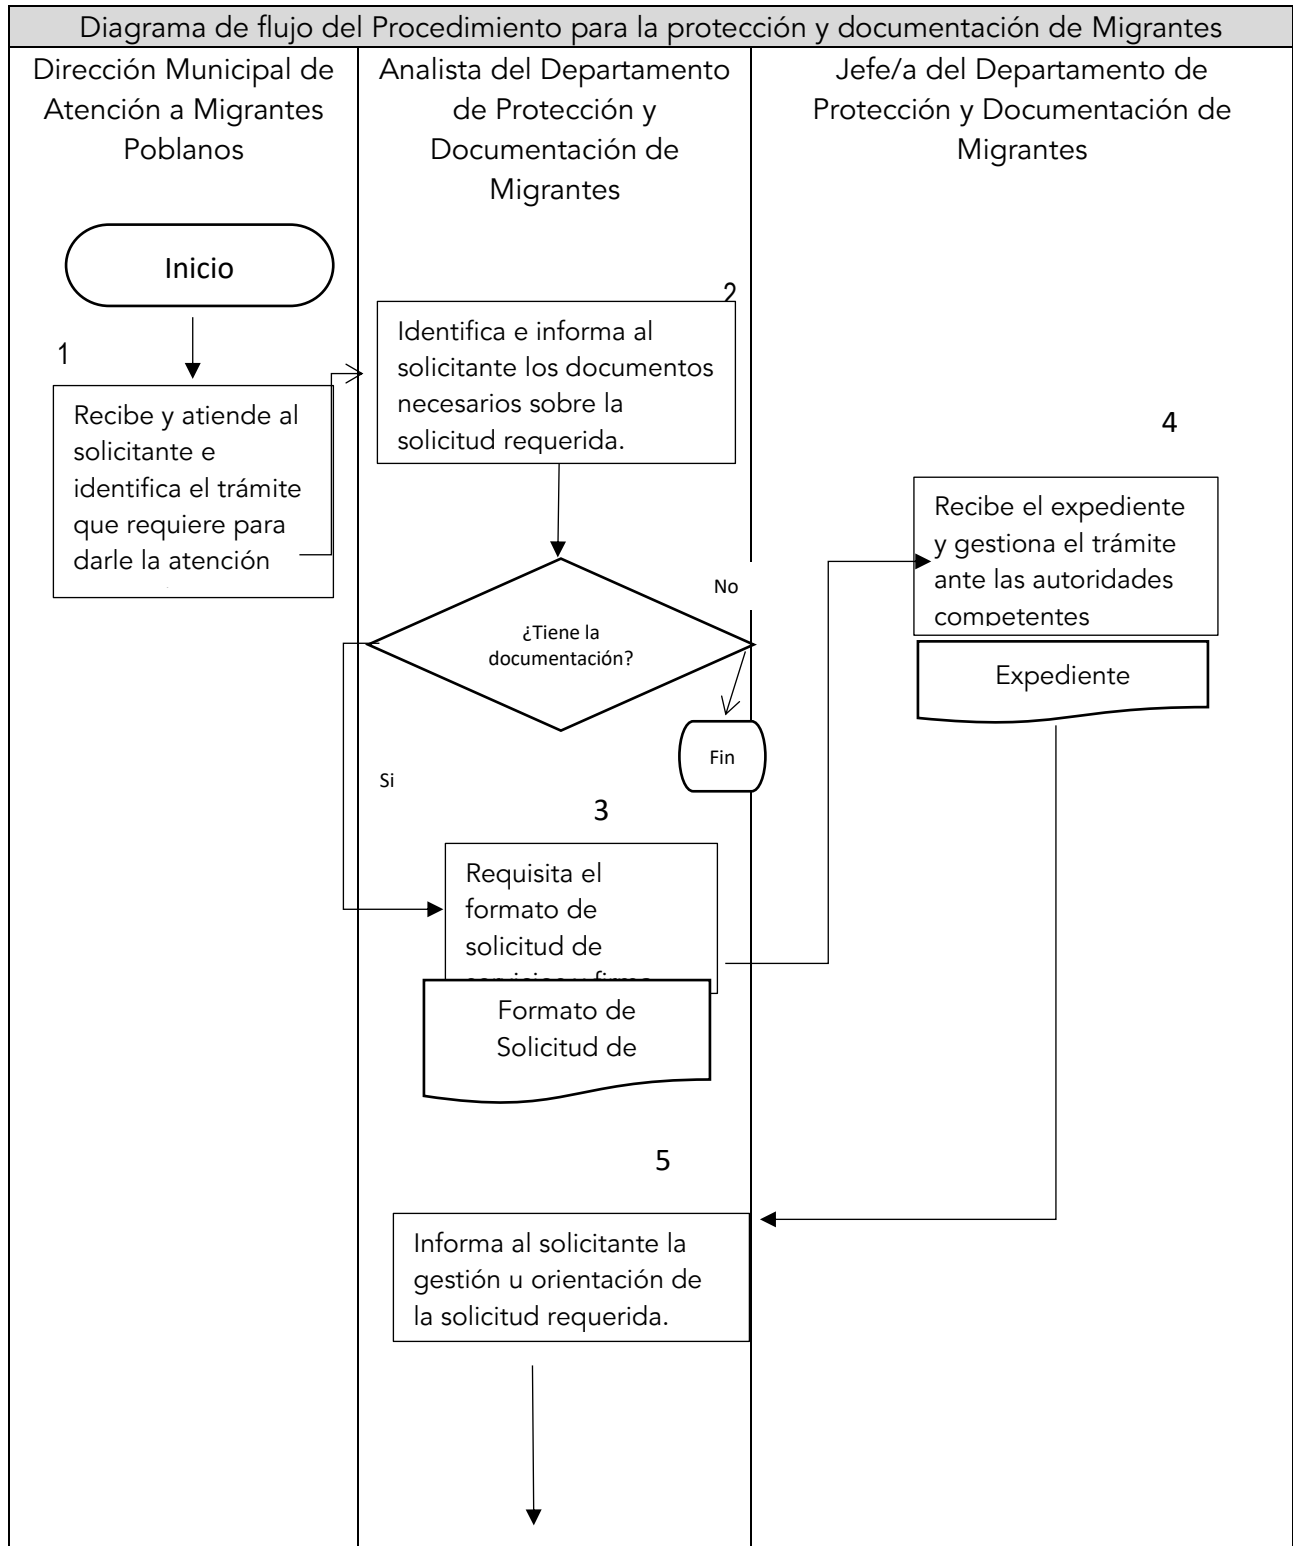 Diagrama de flujo del Procedimiento para la protección y documentación de Migrantes
Dirección Municipal de
Atención a Migrantes
Poblanos
Analista del Departamento
de Protección y
Documentación de
Migrantes
Jefe/a del Departamento de
Protección y Documentación de
Migrantes
Inicio
1
Recibe y atiende al
solicitante e
identifica el trámite
que requiere para
darle la atención
2
Identifica e informa al
solicitante los documentos
necesarios sobre la
solicitud requerida.
¿Tiene la
documentación?
No
Fin
Si
3
Requisita el
formato de
solicitud de
servicios y firma
Formato de
Solicitud de
4
Recibe el expediente
y gestiona el trámite
ante las autoridades
competentes
Expediente
5
Informa al solicitante la
gestión u orientación de
la solicitud requerida.